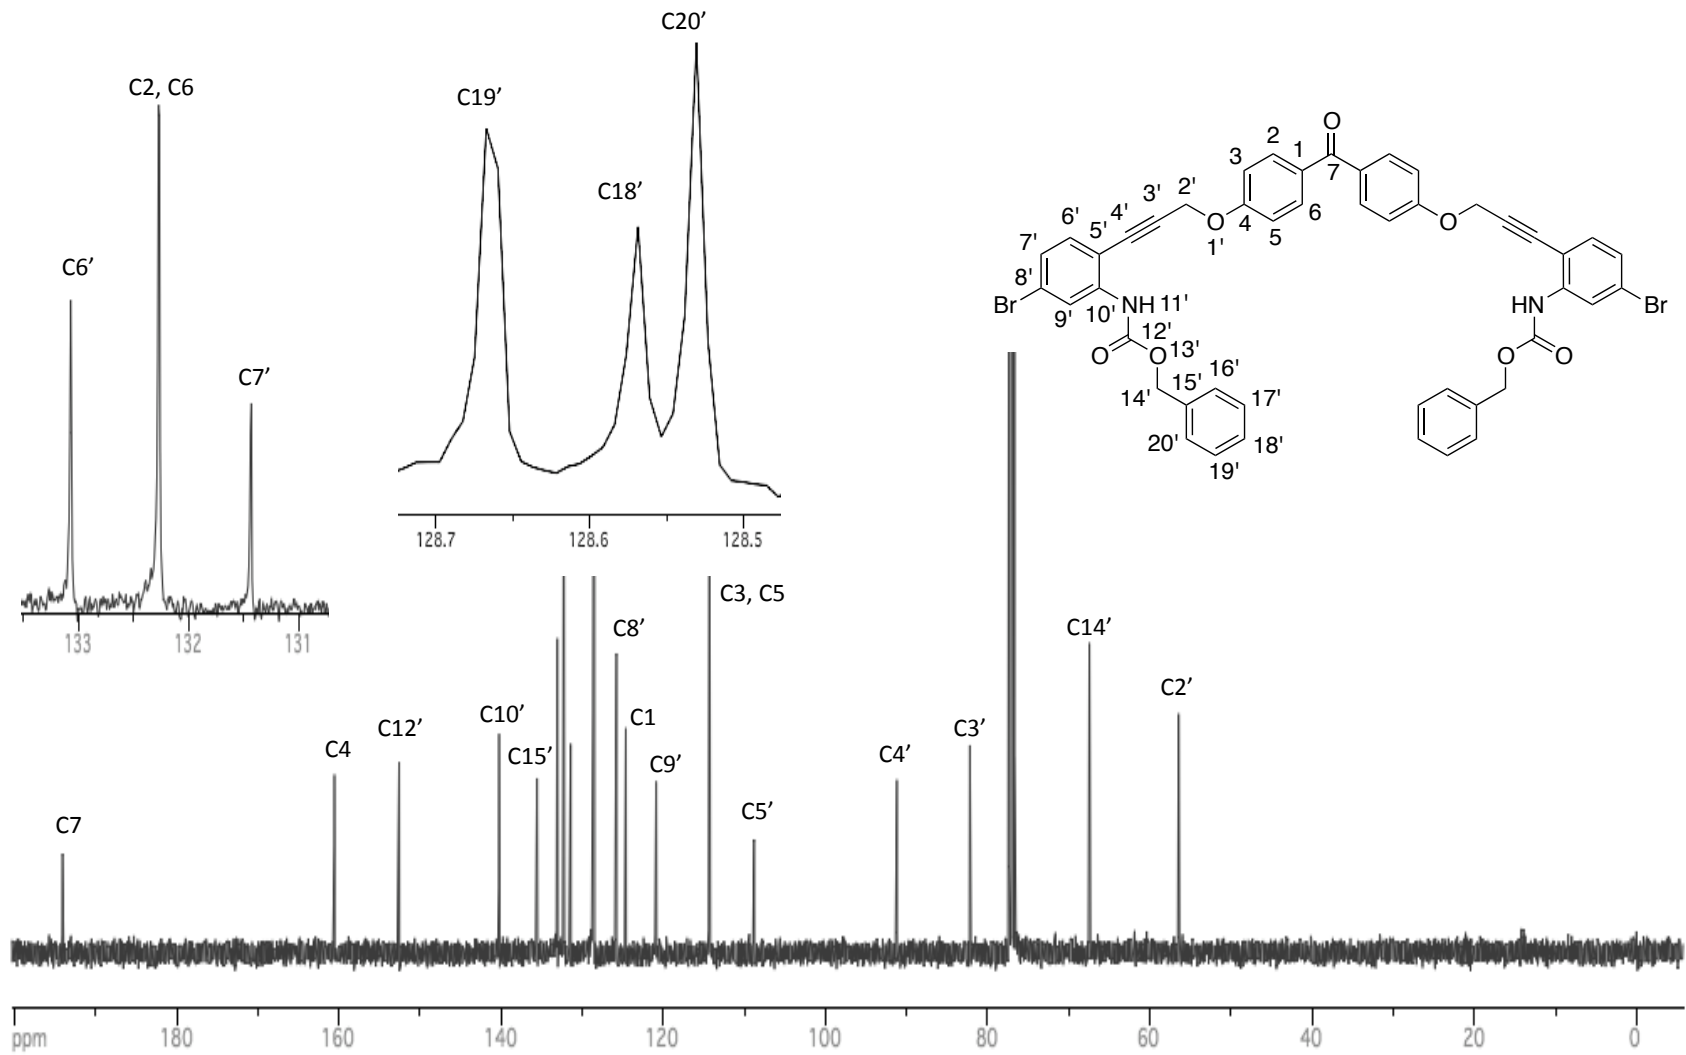 C20’
C2, C6
C19’
C18’
C6’
C7’
133
132
131
128.7
128.6
128.5
O
2
1
3
7
2'
3'
4'
6
O
4
5
1'
O
6'
5'
7'
8'
Br
9'
10'
NH
11'
12'
O
O
13'
16'
15'
14'
17'
20'
18'
19'
HN
Br
O
O
C3, C5
C8’
C14’
C2’
C10’
C1
C12’
C4
C15’
C9’
C3’
C4’
C5’
C7
ppm
180
160
140
120
100
80
60
40
20
0